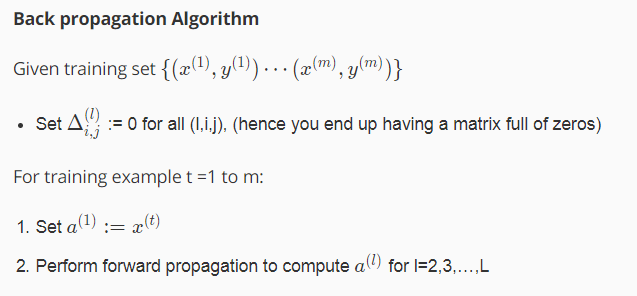 Back propagation Algorithm
Given training set {(x^{(1)}, y^{(1)}) ⋯ (x^{(m)}, y^{(m)})}
• Set Δ^{(l)}_{i,j} := 0 for all (l,i,j), (hence you end up having a matrix full of zeros)
For training example t =1 to m:
1. Set a^{(1)} := x^{(t)}
2. Perform forward propagation to compute a^{(l)} for l=2,3,…,L